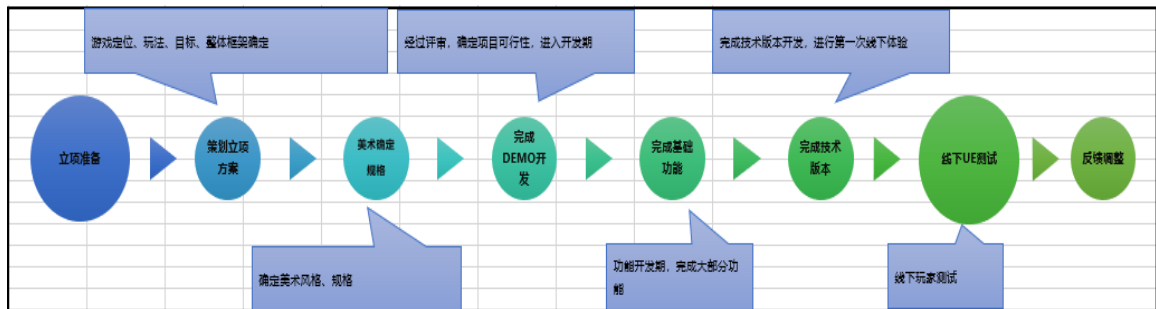 游戏定位、玩法、目标、整体框架确定
经过评审，确定项目可行性，进入开发期
完成技术版本开发，进行第一次线下体验
立项准备
策划立项
方案
美术确定
规格
完成
DEMO开
发
完成基础
功能
完成技术
版本
线下UE测试
反馈调整
确定美术风格、规格
功能开发期，完成大部分功
能
线下玩家测试